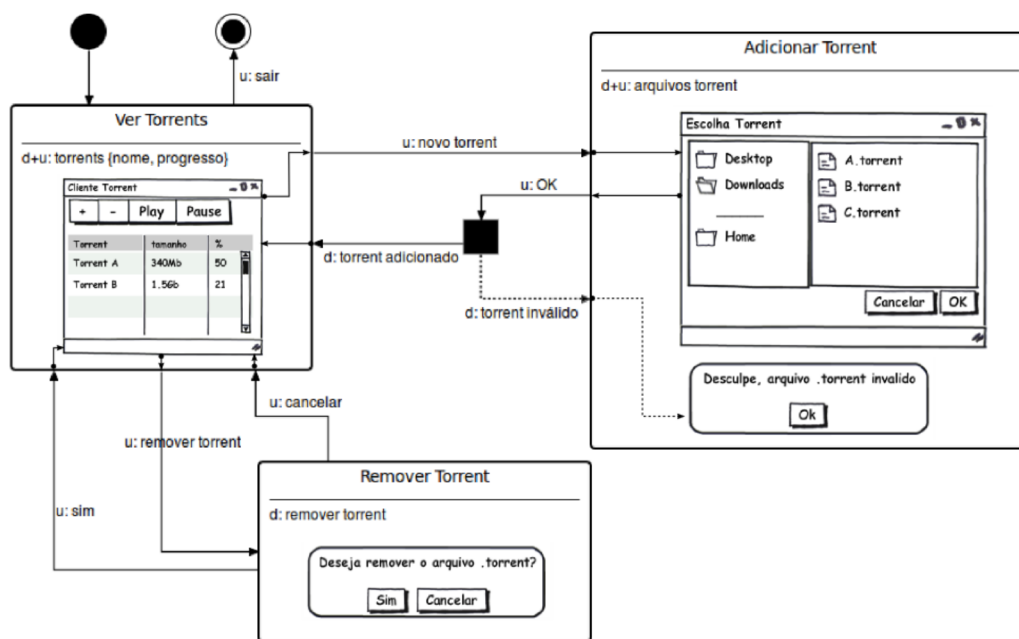 u: sair
Ver Torrents
d+u: torrents {nome, progresso}
Cliente Torrent
+ - Play Pause
Torrent tamanho %
Torrent A 340Mb 50
Torrent B 1.5Gb 21
u: novo torrent
u: OK
d: torrent adicionado
d: torrent inválido
Adicionar Torrent
d+u: arquivos torrent
Escolha Torrent
Desktop
Downloads
Home
A.torrent
B.torrent
C.torrent
Cancelar OK
Desculpe, arquivo .torrent invalido
Ok
u: cancelar
u: remover torrent
u: sim
Remover Torrent
d: remover torrent
Deseja remover o arquivo .torrent?
Sim Cancelar